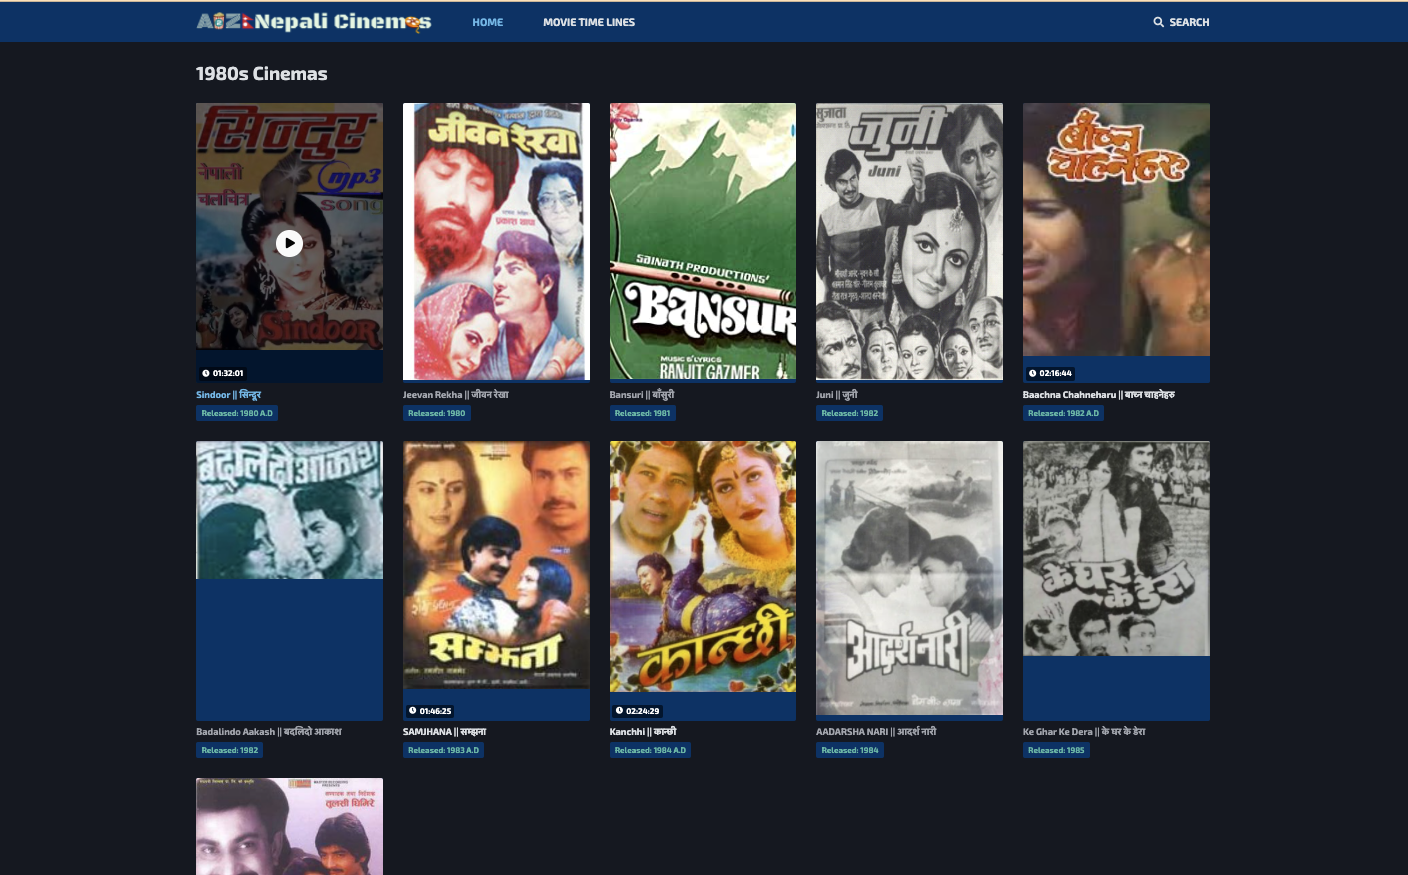 A2Z Nepali Cinemas
HOME
MOVIE TIME LINES
SEARCH
1980s Cinemas
सिन्दुर
नेपाली
चलचित्र
mp3
song
Sindoor
01:32:01
Sindoor || सिन्दूर
Released: 1980 A.D
जीवन रेखा
प्रकाश थापा
Jeevan Rekha || जीवन रेखा
Released: 1980
SAINATH PRODUCTIONS'
BANSUR
MUSIC & LYRICS
RANJIT GAZMER
Bansuri || बाँसुरी
Released: 1981
सुजाता
जुनी
Juni
Juni || जुनी
Released: 1982
बाँच्न
चाहनेहरु
02:16:44
Baachna Chahneharu || बाच्न चाहनेहरु
Released: 1982 A.D
बदलिंदो आकाश
Badalindo Aakash || बदलिदो आकाश
Released: 1982
सम्झना
01:46:25
SAMJHANA || सम्झना
Released: 1983 A.D
कान्छी
02:24:29
Kanchhi || कान्छी
Released: 1984 A.D
आदर्श नारी
AADARSHA NARI || आदर्श नारी
Released: 1984
के घर
के डेरा
Ke Ghar Ke Dera || के घर के डेरा
Released: 1985
तुलसी घिमिरे